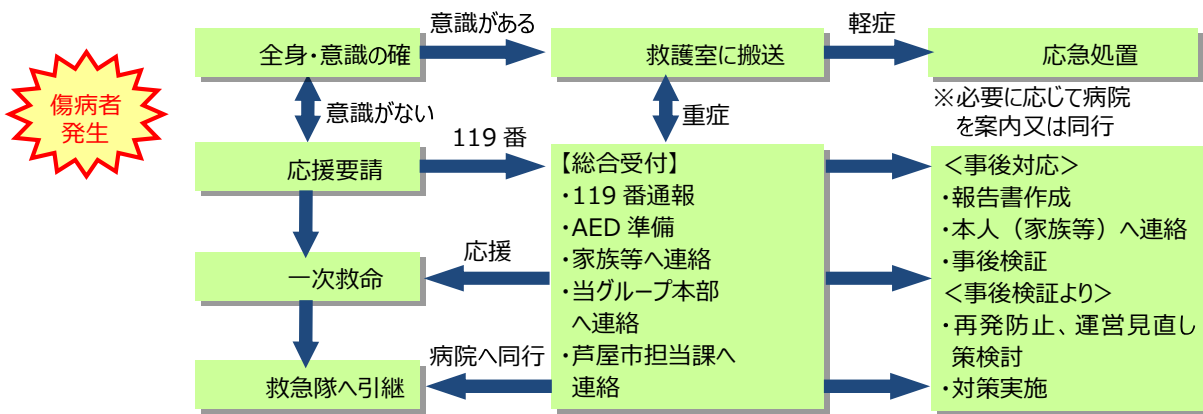 傷病者
発生
全身・意識の確
意識がある
救護室に搬送
軽症
応急処置
※必要に応じて病院
を案内又は同行
意識がない
重症
応援要請
119 番
【総合受付】
・119 番通報
・AED 準備
・家族等へ連絡
・当グループ本部
へ連絡
・芦屋市担当課へ
連絡
応援
一次救命
病院へ同行
救急隊へ引継
<事後対応>
・報告書作成
・本人（家族等）へ連絡
・事後検証
<事後検証より>
・再発防止、運営見直し
策検討
・対策実施